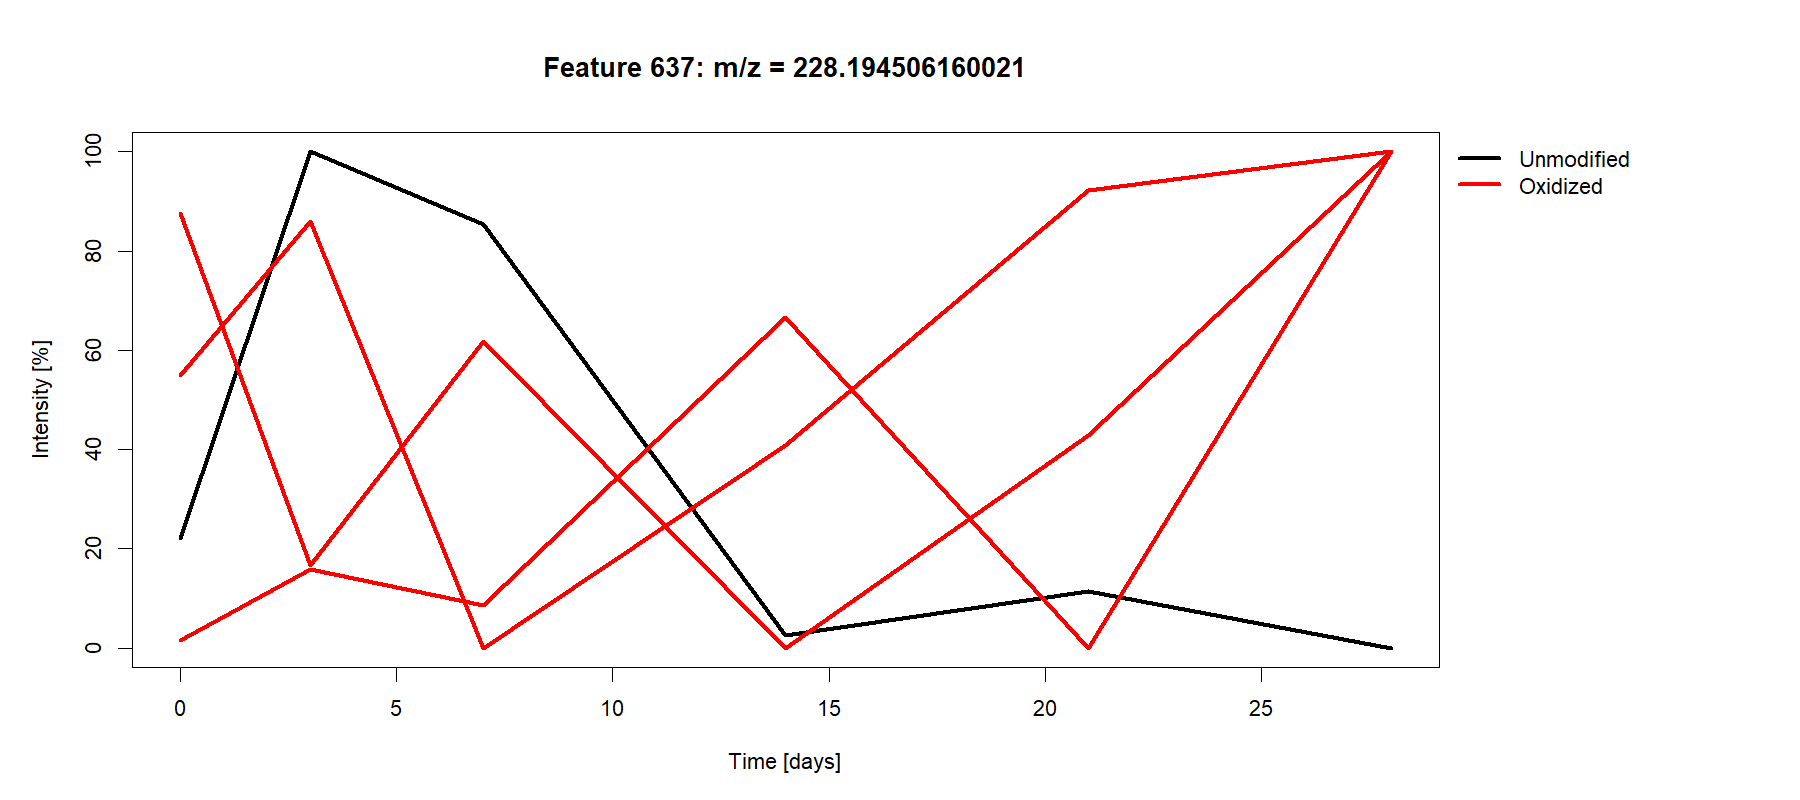 Feature 637: m/z = 228.194506160021
Unmodified
Oxidized
Intensity [%]
100
80
60
40
20
0
0 5 10 15 20 25
Time [days]